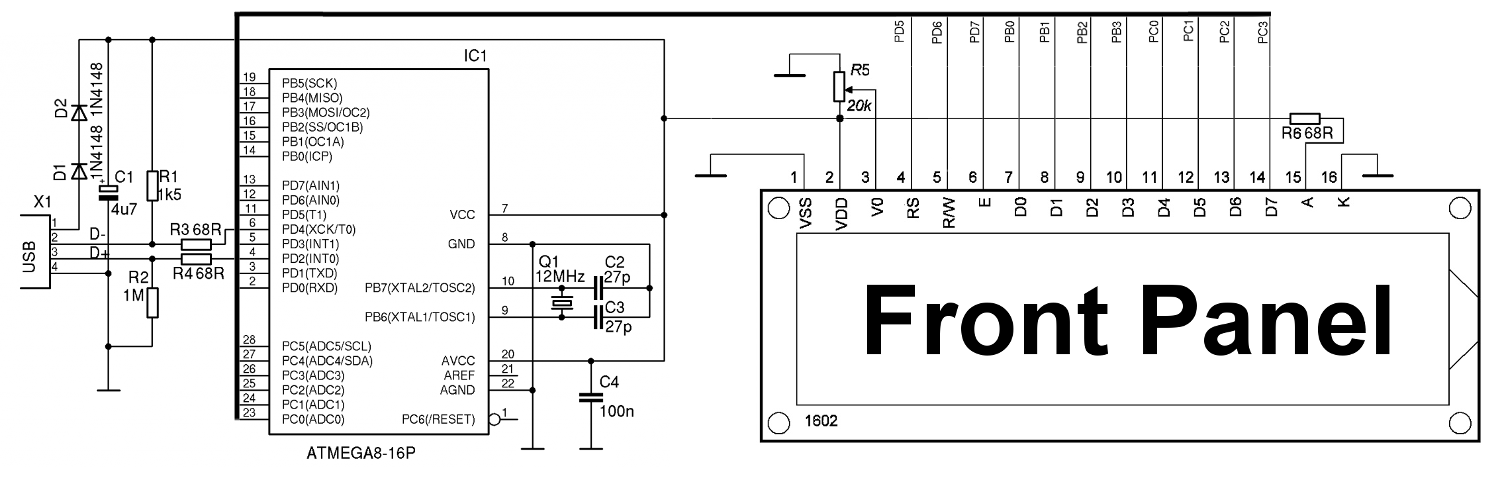 PD5 PD6 PD7 PB0 PB1 PB2 PB3 PC0 PC1 PC2 PC3
IC1
D2 1N4148
D1 1N4148
C1
+
4u7
R1
1k5
X1
USB
1
2
3
4
D-
D+
R3 68R
R4 68R
R2
1M
19 PB5(SCK)
18 PB4(MISO)
17 PB3(MOSI/OC2)
16 PB2(SS/OC1B)
15 PB1(OC1A)
14 PB0(ICP)
13 PD7(AIN1)
12 PD6(AIN0)
11 PD5(T1)
6 PD4(XCK/T0)
5 PD3(INT1)
4 PD2(INT0)
3 PD1(TXD)
2 PD0(RXD)
28 PC5(ADC5/SCL)
27 PC4(ADC4/SDA)
26 PC3(ADC3)
25 PC2(ADC2)
24 PC1(ADC1)
23 PC0(ADC0)
VCC 7
GND 8
PB7(XTAL2/TOSC2) 10
PB6(XTAL1/TOSC1) 9
AVCC 20
AREF 21
AGND 22
PC6(/RESET) 1
ATMEGA8-16P
Q1
12MHz
C2
27p
C3
27p
C4
100n
R5
20k
R6 68R
1 2 3 4 5 6 7 8 9 10 11 12 13 14 15 16
VSS VDD V0 RS R/W E D0 D1 D2 D3 D4 D5 D6 D7 A K
Front Panel
1602